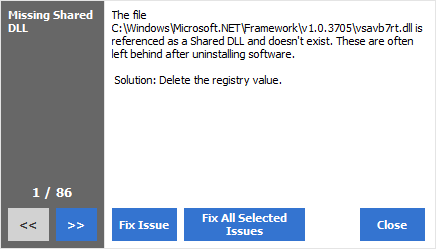 Missing Shared
DLL
The file
C:\Windows\Microsoft.NET\Framework\v1.0.3705\vsavb7rt.dll is
referenced as a Shared DLL and doesn't exist. These are often
left behind after uninstalling software.
Solution: Delete the registry value.
1 / 86
<< >> Fix Issue Fix All Selected Issues Close